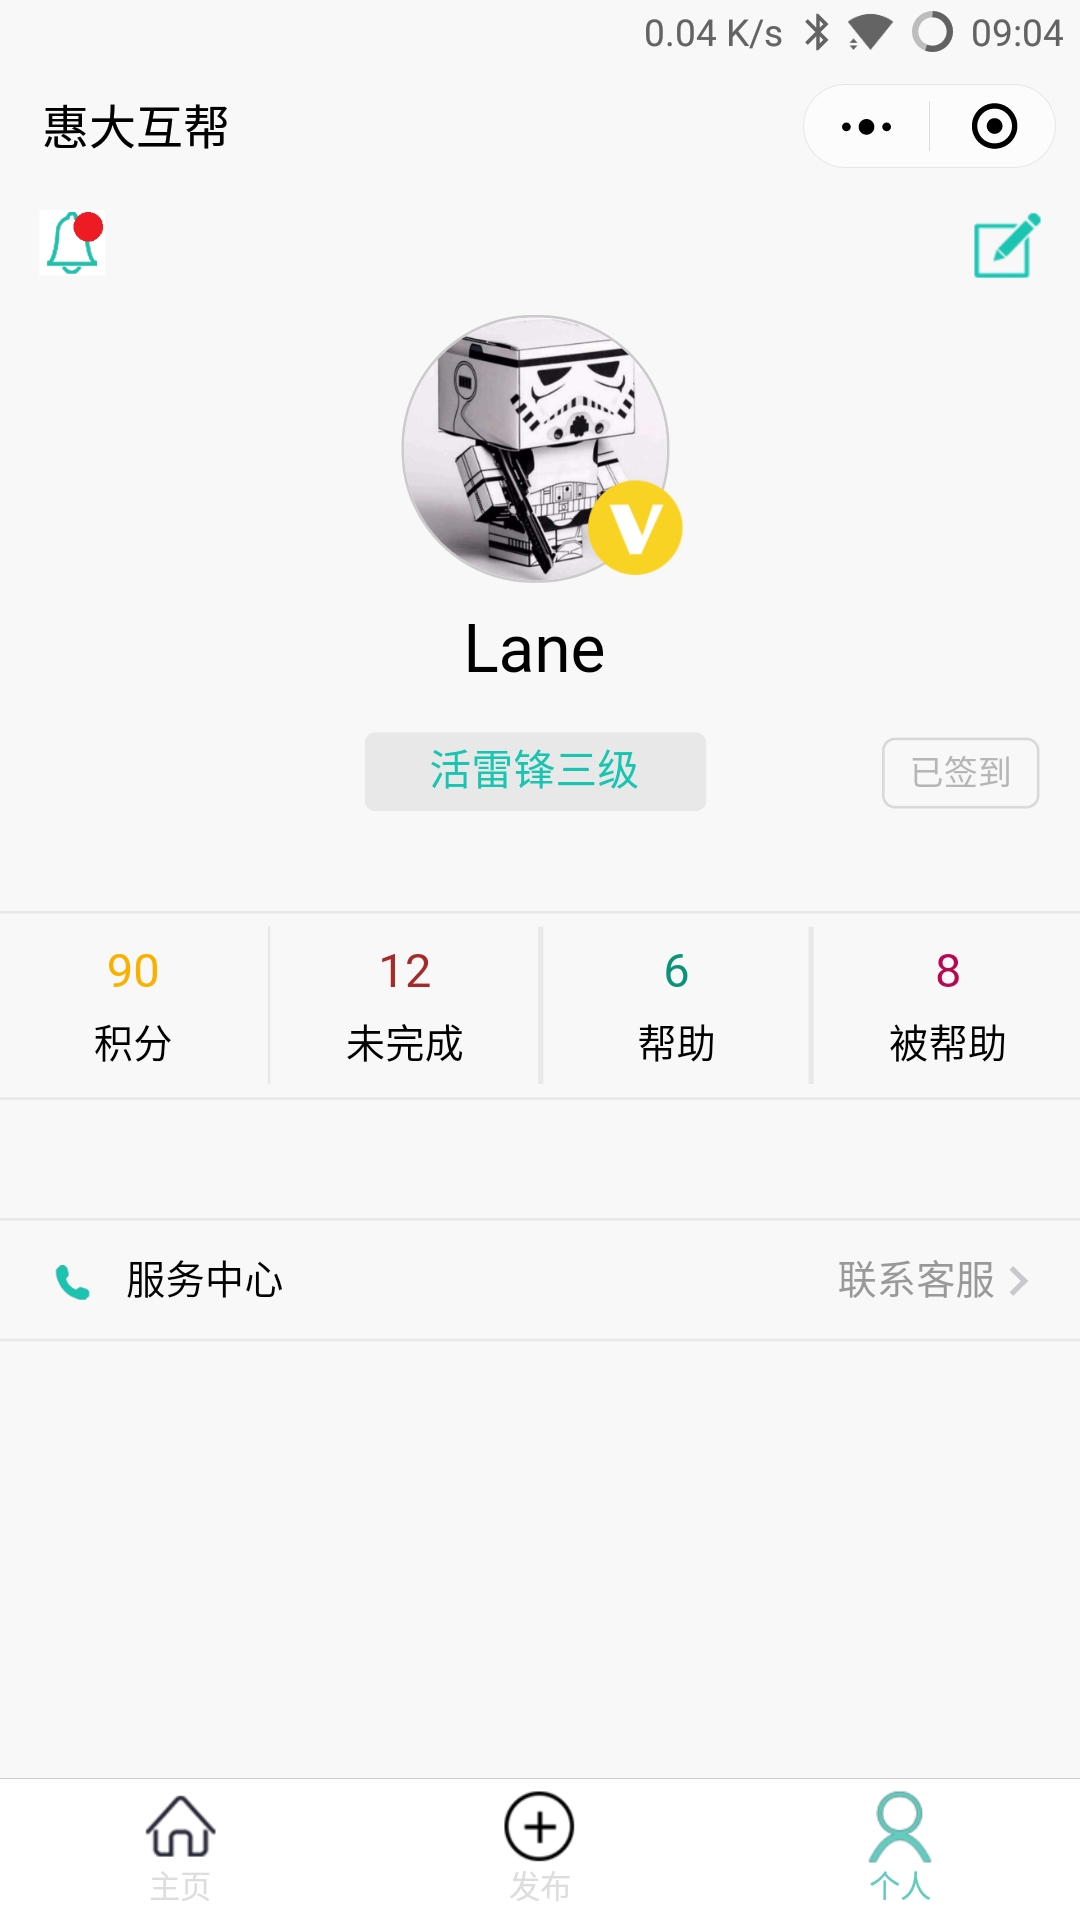 0.04 K/s 09:04
惠大互帮
V
Lane
活雷锋三级
已签到
90 12 6 8
积分 未完成 帮助 被帮助
服务中心 联系客服
主页 发布 个人